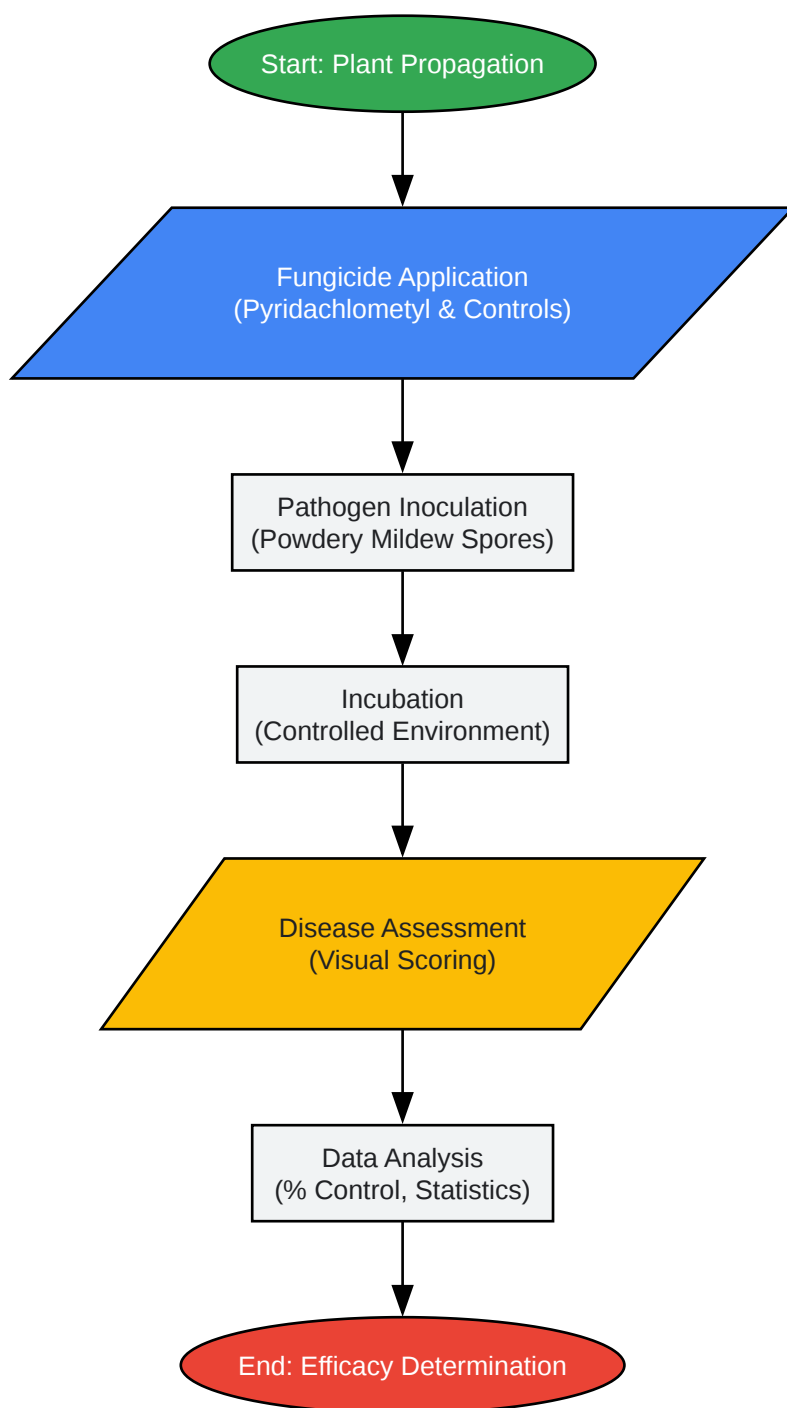 Start: Plant Propagation
Fungicide Application
(Pyridachlometyl & Controls)
Pathogen Inoculation
(Powdery Mildew Spores)
Incubation
(Controlled Environment)
Disease Assessment
(Visual Scoring)
Data Analysis
(% Control, Statistics)
End: Efficacy Determination